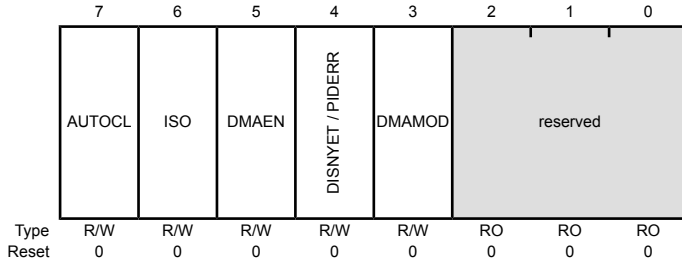 7 6 5 4 3 2 1 0
AUTOCL ISO DMAEN DISNYET / PIDERR DMAMOD reserved
Type R/W R/W R/W R/W R/W RO RO RO
Reset 0 0 0 0 0 0 0 0